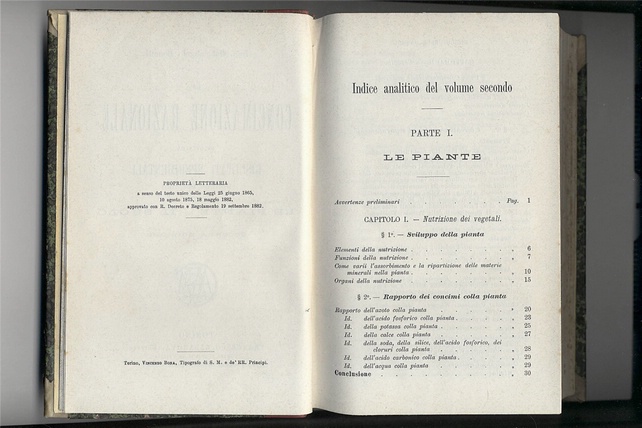 PROPRIETÀ LETTERARIA
a senso del testo unico delle Leggi 25 giugno 1865,
10 agosto 1875, 18 maggio 1882,
approvato con R. Decreto e Regolamento 19 settembre 1882.
Torino, VINCENZO BONA, Tipografo di S. M. e de' RR. Principi.
Indice analitico del volume secondo
PARTE I.
LE PIANTE
Avvertenze preliminari . . . . . . . Pag. 1
CAPITOLO I. — Nutrizione dei vegetali.
§ 1º. — Sviluppo della pianta
Elementi della nutrizione . . . . . . . » 6
Funzioni della nutrizione . . . . . . . » 7
Come varii l'assorbimento e la ripartizione delle materie
minerali nella pianta . . . . . . . » 10
Organi della nutrizione . . . . . . . » 15
§ 2º. — Rapporto dei concimi colla pianta
Rapporto dell'azoto colla pianta . . . . . . » 20
Id. dell'acido fosforico colla pianta . . . . . » 23
Id. della potassa colla pianta . . . . . » 25
Id. della calce colla pianta . . . . . » 27
Id. della soda, della silice, dell'acido fosforico, dei
cloruri colla pianta . . . . . » 28
Id. dell'acido carbonico colla pianta . . . . . » 29
Id. dell'acqua colla pianta . . . . . » 29
Conclusione . . . . . . . » 30